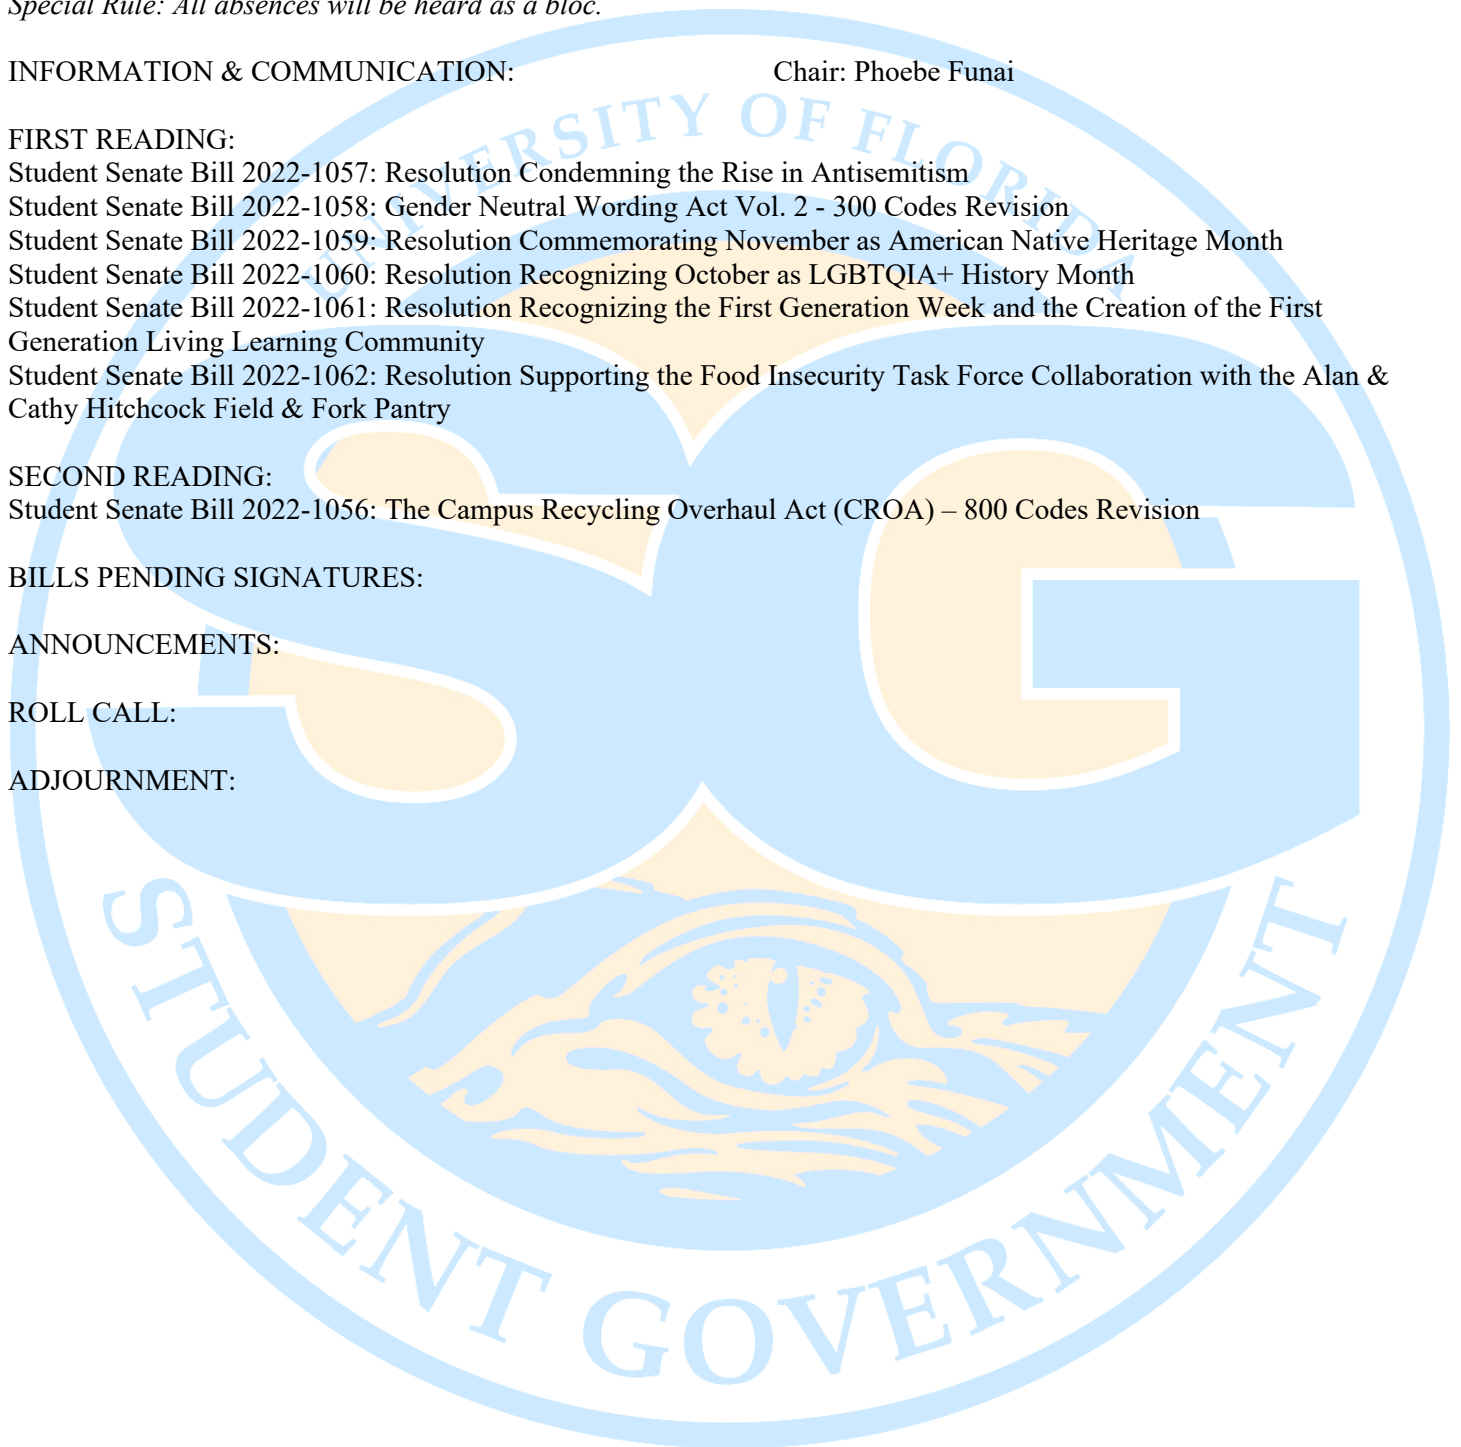 Special Rule: All absences will be heard as a bloc.
INFORMATION & COMMUNICATION: Chair: Phoebe Funai
FIRST READING:
Student Senate Bill 2022-1057: Resolution Condemning the Rise in Antisemitism
Student Senate Bill 2022-1058: Gender Neutral Wording Act Vol. 2 - 300 Codes Revision
Student Senate Bill 2022-1059: Resolution Commemorating November as American Native Heritage Month
Student Senate Bill 2022-1060: Resolution Recognizing October as LGBTQIA+ History Month
Student Senate Bill 2022-1061: Resolution Recognizing the First Generation Week and the Creation of the First
Generation Living Learning Community
Student Senate Bill 2022-1062: Resolution Supporting the Food Insecurity Task Force Collaboration with the Alan &
Cathy Hitchcock Field & Fork Pantry
SECOND READING:
Student Senate Bill 2022-1056: The Campus Recycling Overhaul Act (CROA) – 800 Codes Revision
BILLS PENDING SIGNATURES:
ANNOUNCEMENTS:
ROLL CALL:
ADJOURNMENT:
UNIVERSITY OF FLORIDA
SG
STUDENT GOVERNMENT